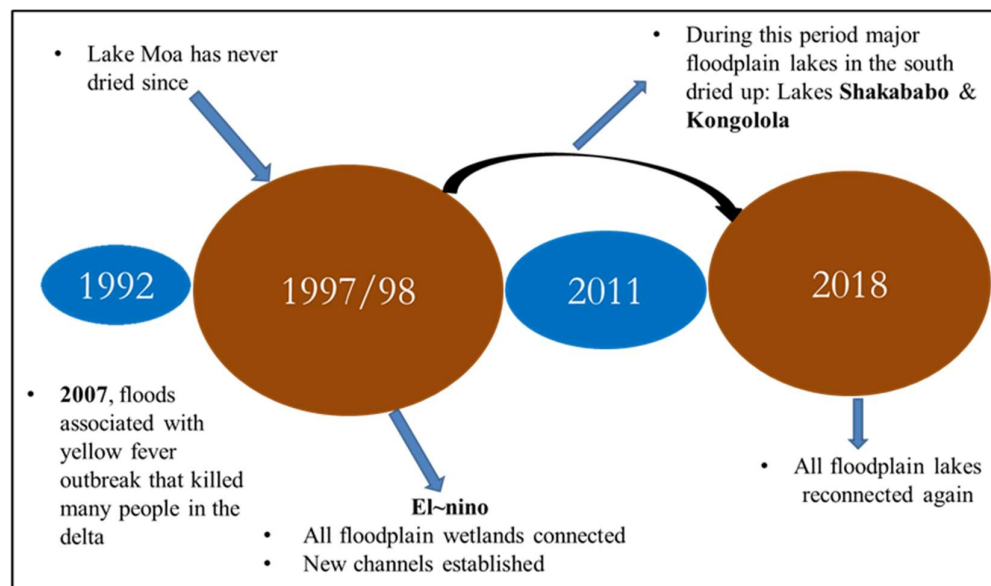 • Lake Moa has never
dried since
• During this period major
floodplain lakes in the south
dried up: Lakes Shakababo &
Kongolola
1992
1997/98
2011
2018
• 2007, floods
associated with
yellow fever
outbreak that killed
many people in the
delta
El~nino
• All floodplain wetlands connected
• New channels established
• All floodplain lakes
reconnected again